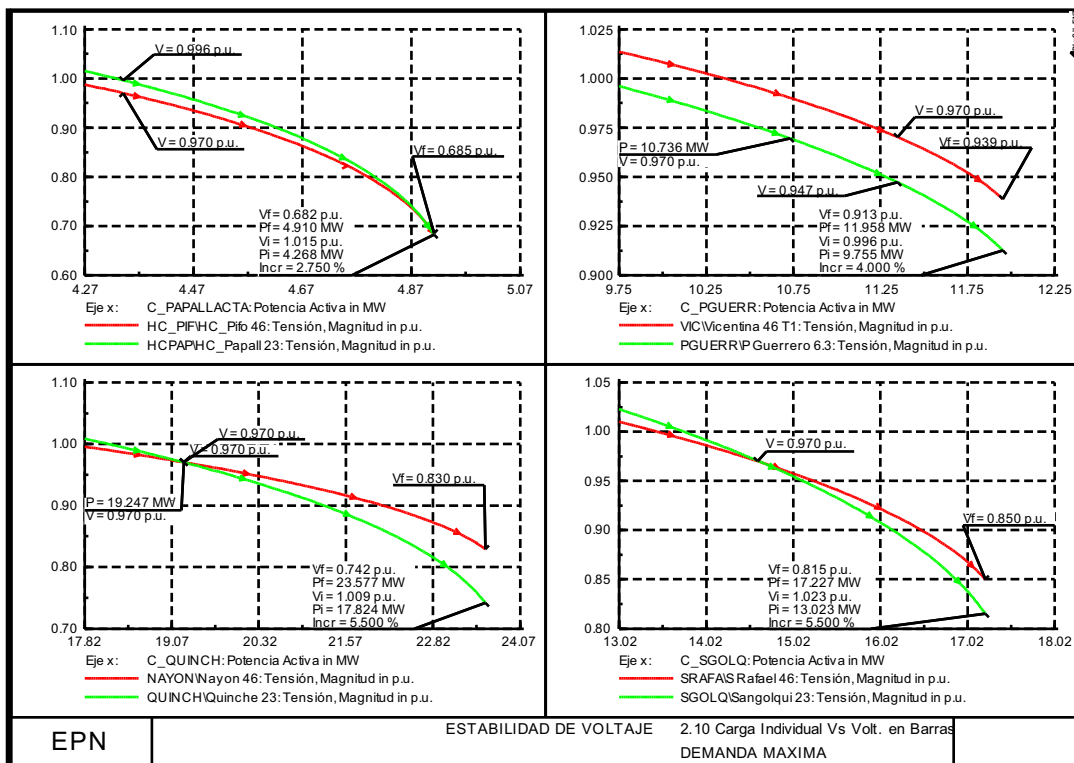 1.10
1.00
0.90
0.80
0.70
0.60
4.27
4.47
4.67
4.87
5.07
V = 0.996 p.u.
V = 0.970 p.u.
Vf = 0.685 p.u.
Vf = 0.682 p.u.
Pf = 4.910 MW
Vi = 1.015 p.u.
Pi = 4.268 MW
Incr = 2.750 %
Eje x: C_PAPALLACTA: Potencia Activa in MW
HC_PIF\HC_Pifo 46: Tensión, Magnitud in p.u.
HCPAP\HC_Papall 23: Tensión, Magnitud in p.u.
1.025
1.000
0.975
0.950
0.925
0.900
9.75
10.25
10.75
11.25
11.75
12.25
V = 0.970 p.u.
P = 10.736 MW
V = 0.970 p.u.
Vf = 0.939 p.u.
V = 0.947 p.u.
Vf = 0.913 p.u.
Pf = 11.958 MW
Vi = 0.996 p.u.
Pi = 9.755 MW
Incr = 4.000 %
Eje x: C_PGUERR: Potencia Activa in MW
VIC\Vicentina 46 T1: Tensión, Magnitud in p.u.
PGUERR\PGuerrero 6.3: Tensión, Magnitud in p.u.
1.10
1.00
0.90
0.80
0.70
17.82
19.07
20.32
21.57
22.82
24.07
V = 0.970 p.u.
V = 0.970 p.u.
P = 19.247 MW
V = 0.970 p.u.
Vf = 0.830 p.u.
Vf = 0.742 p.u.
Pf = 23.577 MW
Vi = 1.009 p.u.
Pi = 17.824 MW
Incr = 5.500 %
Eje x: C_QUINCH: Potencia Activa in MW
NAYON\Nayon 46: Tensión, Magnitud in p.u.
QUINCH\Quinche 23: Tensión, Magnitud in p.u.
1.05
1.00
0.95
0.90
0.85
0.80
13.02
14.02
15.02
16.02
17.02
18.02
V = 0.970 p.u.
Vf = 0.850 p.u.
Vf = 0.815 p.u.
Pf = 17.227 MW
Vi = 1.023 p.u.
Pi = 13.023 MW
Incr = 5.500 %
Eje x: C_SGOLQ: Potencia Activa in MW
SRAFA\SRafael 46: Tensión, Magnitud in p.u.
SGOLQ\Sangolqui 23: Tensión, Magnitud in p.u.
EPN
ESTABILIDAD DE VOLTAJE
2.10 Carga Individual Vs Volt. en Barras
DEMANDA MAXIMA